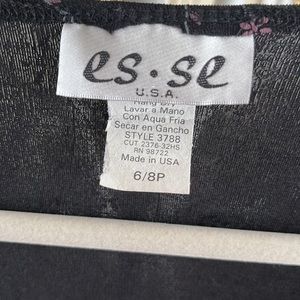 es.se
U.S.A.
Hang Dry
Lavar a Mano
Con Aqua Fria
Secar en Gancho
STYLE 3788
CUT 2376-32HS
RN 98722
Made in USA
6/8P